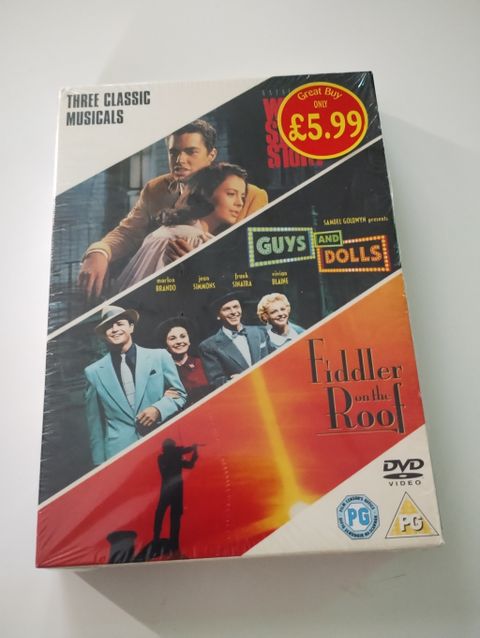 THREE CLASSIC
MUSICALS
Great Buy
ONLY
£5.99
W
S
STORY
SAMUEL GOLDWYN presents
GUYS AND DOLLS
marlon BRANDO
jean SIMMONS
frank SINATRA
vivian BLAINE
Fiddler
on the
Roof
DVD
VIDEO
PG
PG